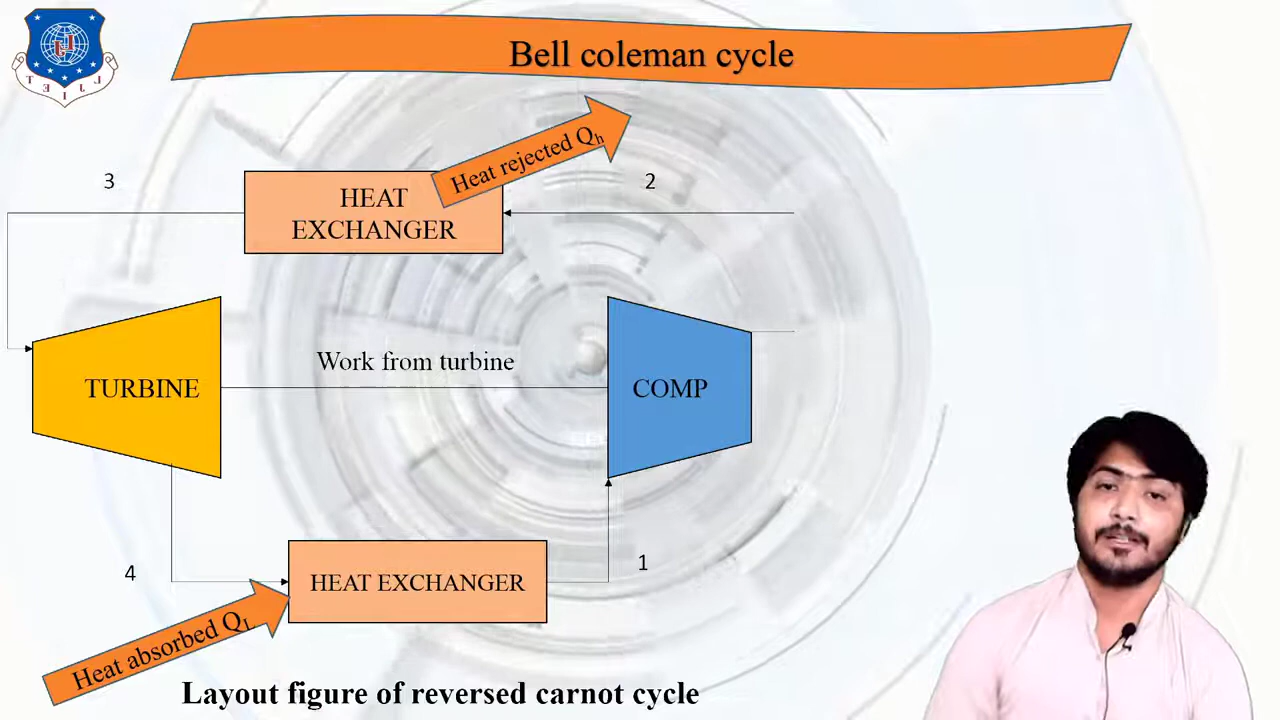 Bell coleman cycle
T E I J L J
Heat rejected Qh
3
2
HEAT
EXCHANGER
Work from turbine
TURBINE
COMP
4
1
HEAT EXCHANGER
Heat absorbed QL
Layout figure of reversed carnot cycle